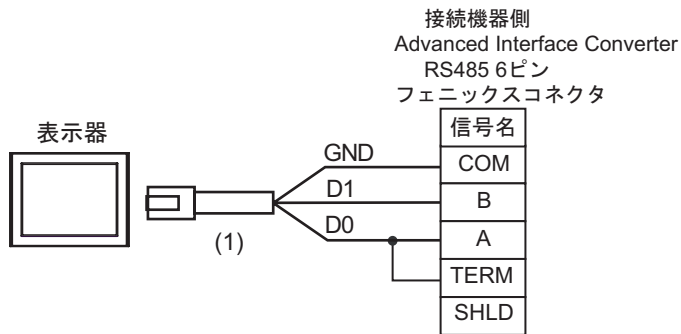 接続機器側
Advanced Interface Converter
RS485 6ピン
フェニックスコネクタ
表示器
信号名
GND
COM
D1
B
D0
A
(1)
TERM
SHLD